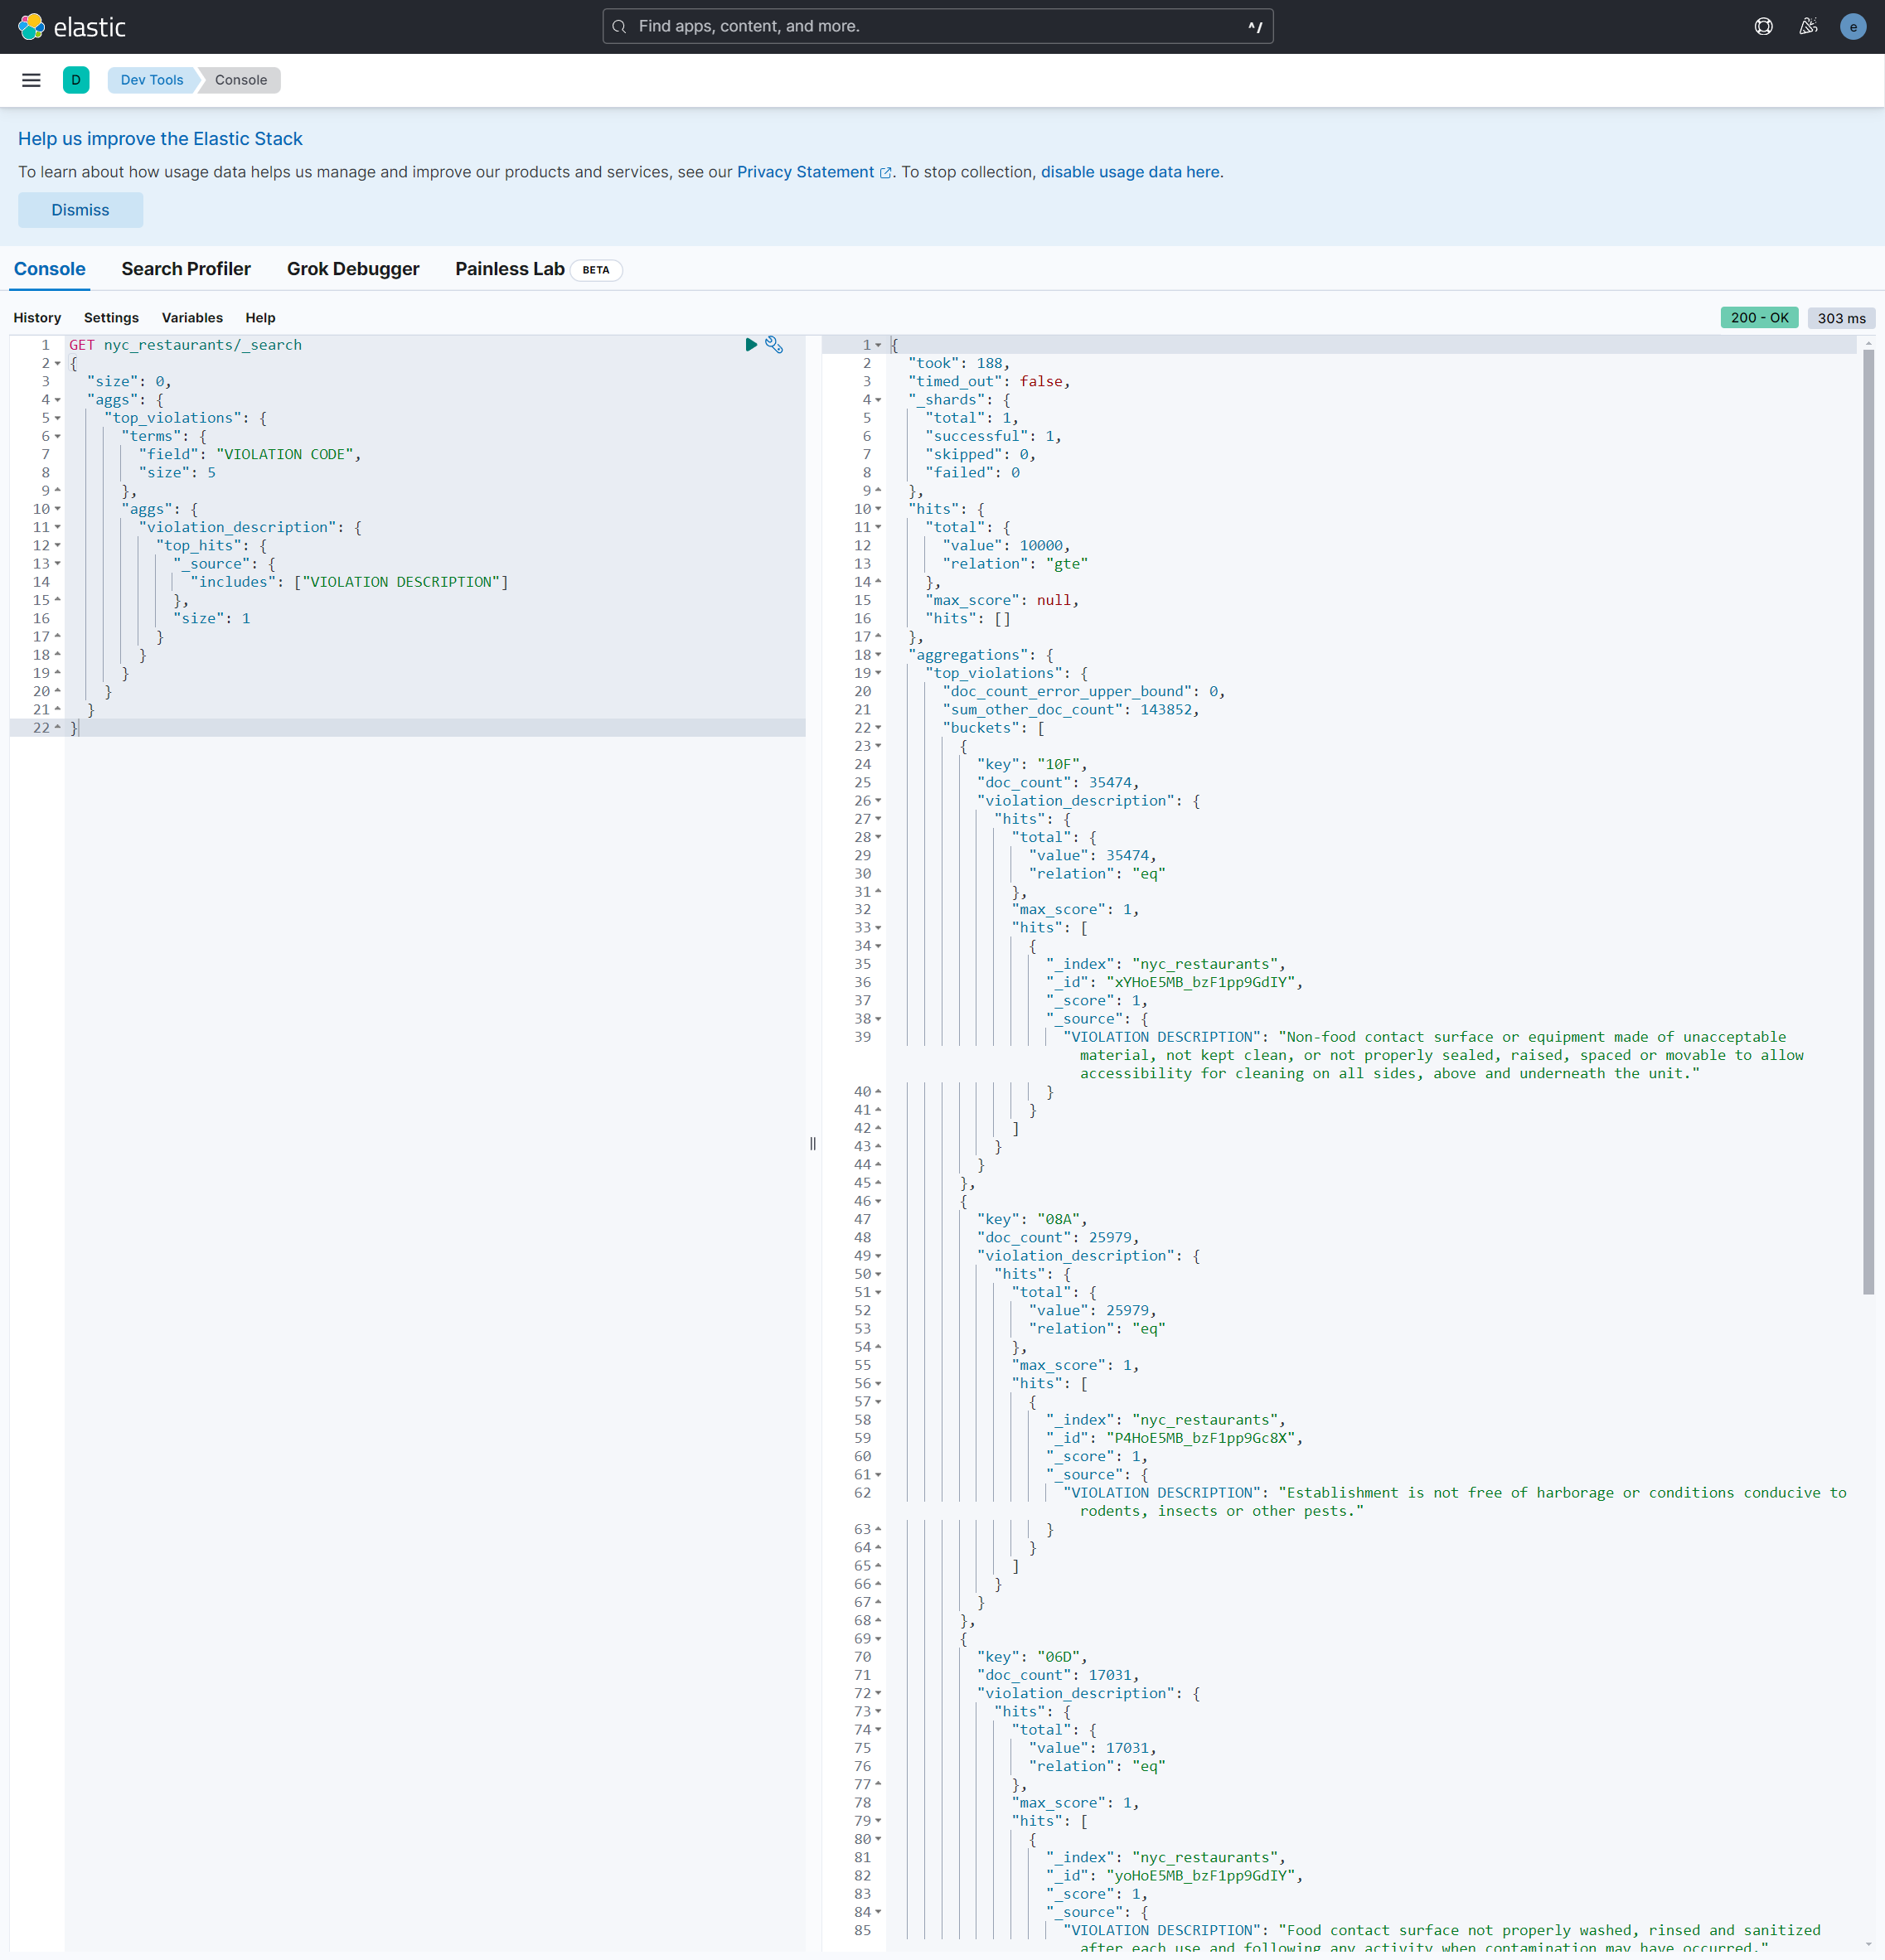 elastic
Find apps, content, and more.
^/
e
D
Dev Tools
Console
Help us improve the Elastic Stack
To learn about how usage data helps us manage and improve our products and services, see our Privacy Statement. To stop collection, disable usage data here.
Dismiss
Console
Search Profiler
Grok Debugger
Painless Lab
BETA
History
Settings
Variables
Help
200 - OK
303 ms
1 GET nyc_restaurants/_search
2 {
3 "size": 0,
4 "aggs": {
5 "top_violations": {
6 "terms": {
7 "field": "VIOLATION CODE",
8 "size": 5
9 },
10 "aggs": {
11 "violation_description": {
12 "top_hits": {
13 "_source": {
14 "includes": ["VIOLATION DESCRIPTION"]
15 },
16 "size": 1
17 }
18 }
19 }
20 }
21 }
22 }
1 {
2 "took": 188,
3 "timed_out": false,
4 "_shards": {
5 "total": 1,
6 "successful": 1,
7 "skipped": 0,
8 "failed": 0
9 },
10 "hits": {
11 "total": {
12 "value": 10000,
13 "relation": "gte"
14 },
15 "max_score": null,
16 "hits": []
17 },
18 "aggregations": {
19 "top_violations": {
20 "doc_count_error_upper_bound": 0,
21 "sum_other_doc_count": 143852,
22 "buckets": [
23 {
24 "key": "10F",
25 "doc_count": 35474,
26 "violation_description": {
27 "hits": {
28 "total": {
29 "value": 35474,
30 "relation": "eq"
31 },
32 "max_score": 1,
33 "hits": [
34 {
35 "_index": "nyc_restaurants",
36 "_id": "xYHoE5MB_bzF1pp9GdIY",
37 "_score": 1,
38 "_source": {
39 "VIOLATION DESCRIPTION": "Non-food contact surface or equipment made of unacceptable
material, not kept clean, or not properly sealed, raised, spaced or movable to allow
accessibility for cleaning on all sides, above and underneath the unit."
40 }
41 }
42 ]
43 }
44 }
45 },
46 {
47 "key": "08A",
48 "doc_count": 25979,
49 "violation_description": {
50 "hits": {
51 "total": {
52 "value": 25979,
53 "relation": "eq"
54 },
55 "max_score": 1,
56 "hits": [
57 {
58 "_index": "nyc_restaurants",
59 "_id": "P4HoE5MB_bzF1pp9Gc8X",
60 "_score": 1,
61 "_source": {
62 "VIOLATION DESCRIPTION": "Establishment is not free of harborage or conditions conducive to
rodents, insects or other pests."
63 }
64 }
65 ]
66 }
67 }
68 },
69 {
70 "key": "06D",
71 "doc_count": 17031,
72 "violation_description": {
73 "hits": {
74 "total": {
75 "value": 17031,
76 "relation": "eq"
77 },
78 "max_score": 1,
79 "hits": [
80 {
81 "_index": "nyc_restaurants",
82 "_id": "yoHoE5MB_bzF1pp9GdIY",
83 "_score": 1,
84 "_source": {
85 "VIOLATION DESCRIPTION": "Food contact surface not properly washed, rinsed and sanitized
after each use and following any activity when contamination may have occurred."